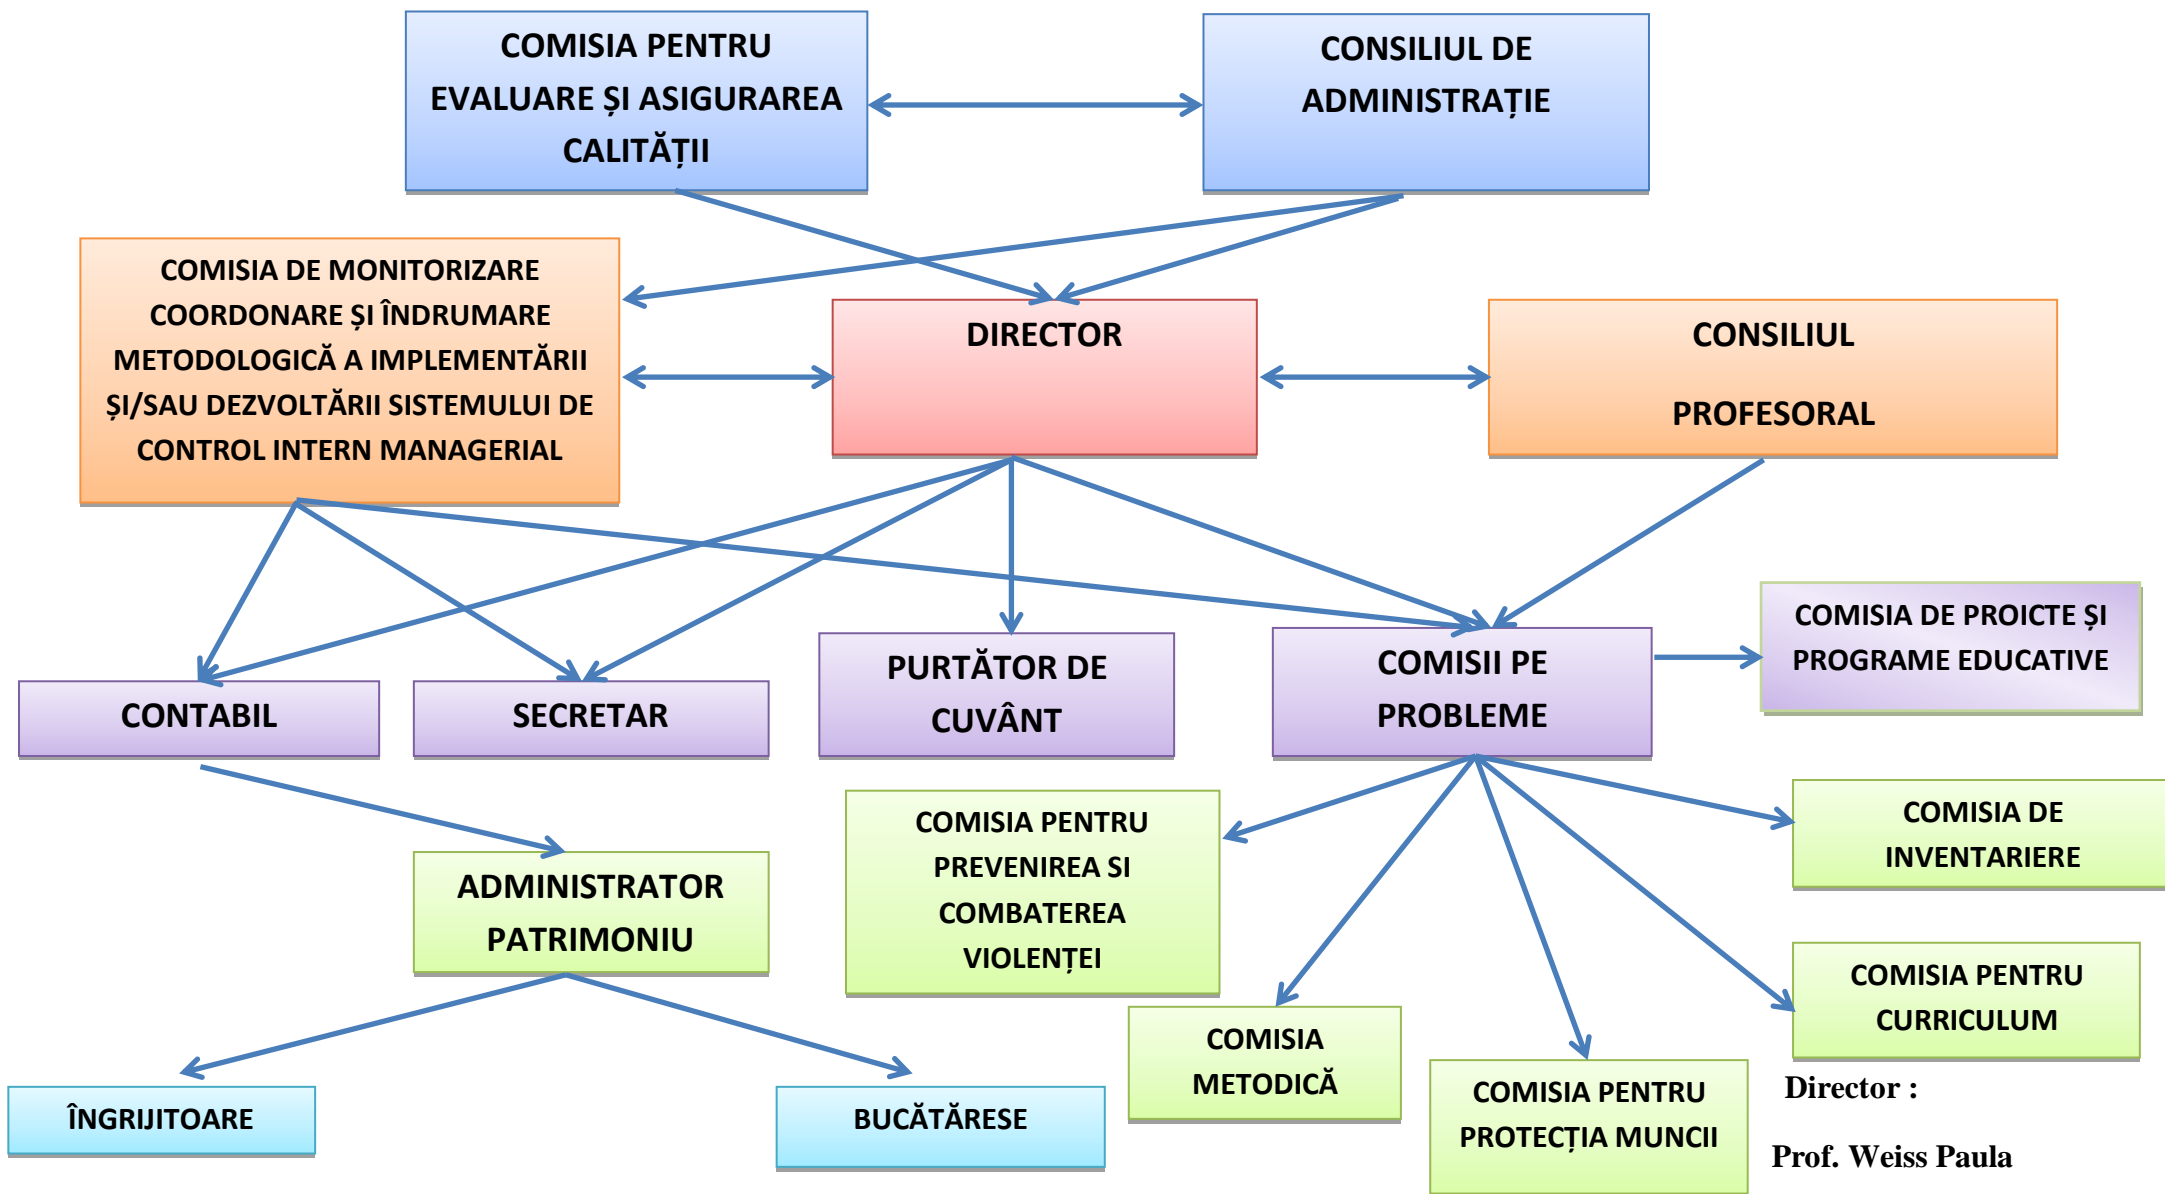 COMISIA PENTRU
EVALUARE ȘI ASIGURAREA
CALITĂȚII
CONSILIUL DE
ADMINISTRAȚIE
COMISIA DE MONITORIZARE
COORDONARE ȘI ÎNDRUMARE
METODOLOGICĂ A IMPLEMENTĂRII
ȘI/SAU DEZVOLTĂRII SISTEMULUI DE
CONTROL INTERN MANAGERIAL
DIRECTOR
CONSILIUL
PROFESORAL
CONTABIL
SECRETAR
PURTĂTOR DE
CUVÂNT
COMISII PE
PROBLEME
COMISIA DE PROICTE ȘI
PROGRAME EDUCATIVE
ADMINISTRATOR
PATRIMONIU
COMISIA PENTRU
PREVENIREA SI
COMBATEREA
VIOLENȚEI
COMISIA DE
INVENTARIERE
COMISIA PENTRU
CURRICULUM
COMISIA
METODICĂ
COMISIA PENTRU
PROTECȚIA MUNCII
ÎNGRIJITOARE
BUCĂTĂRESE
Director :
Prof. Weiss Paula